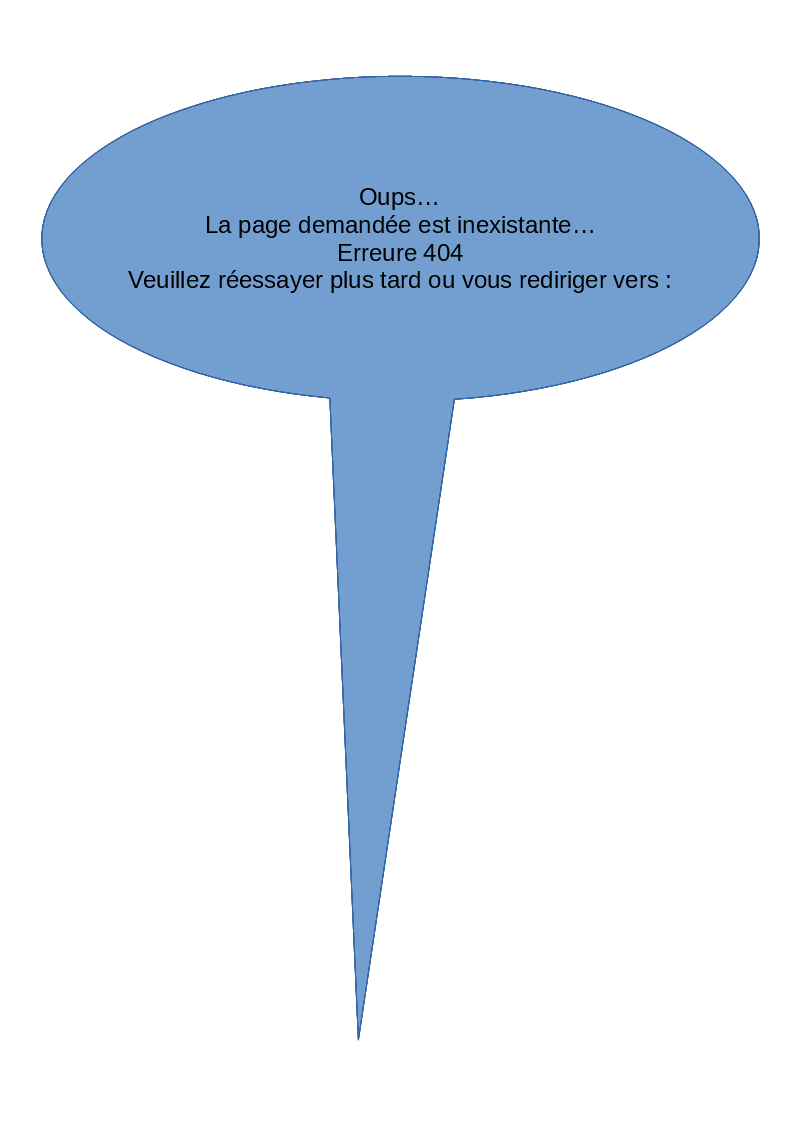 Oups…
La page demandée est inexistante…
Erreure 404
Veuillez réessayer plus tard ou vous rediriger vers :